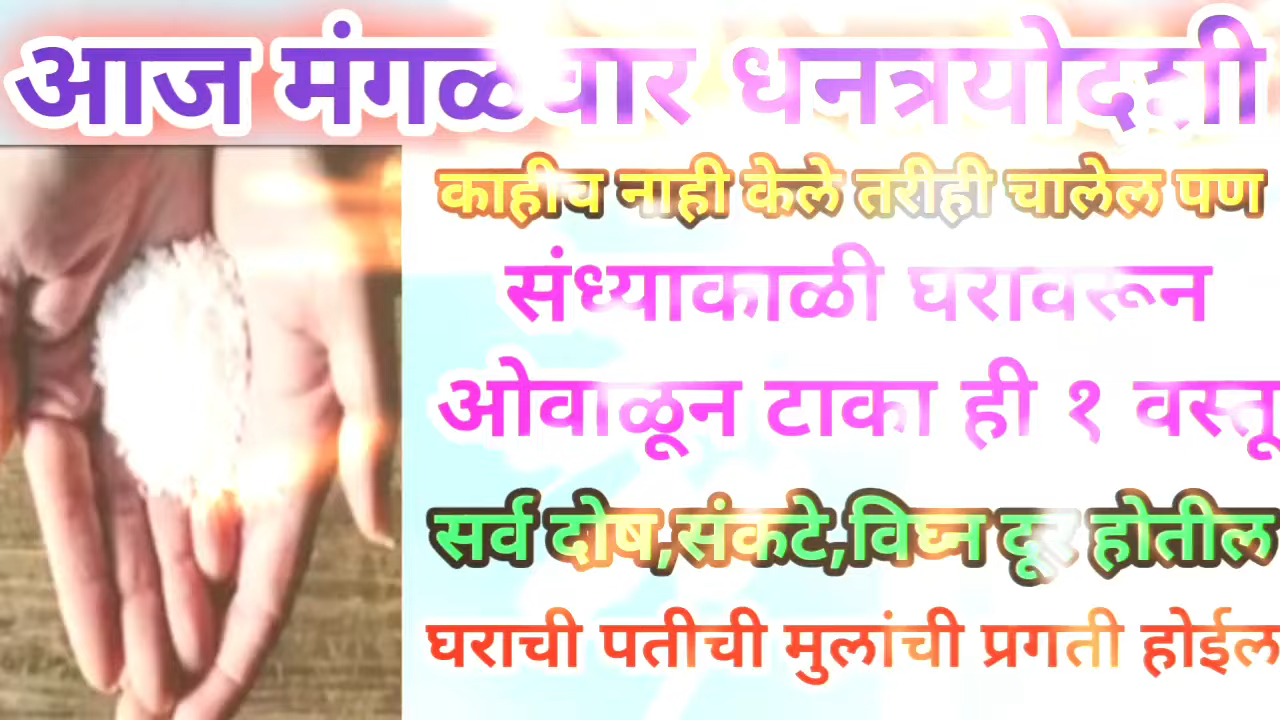 आज मंगळवार धनत्रयोदशी
काहीच नाही केले तरीही चालेल पण
संध्याकाळी घरावरून
ओवाळून टाका ही १ वस्तू
सर्व दोष,संकटे,विघ्न दूर होतील
घराची पतीची मुलांची प्रगती होईल